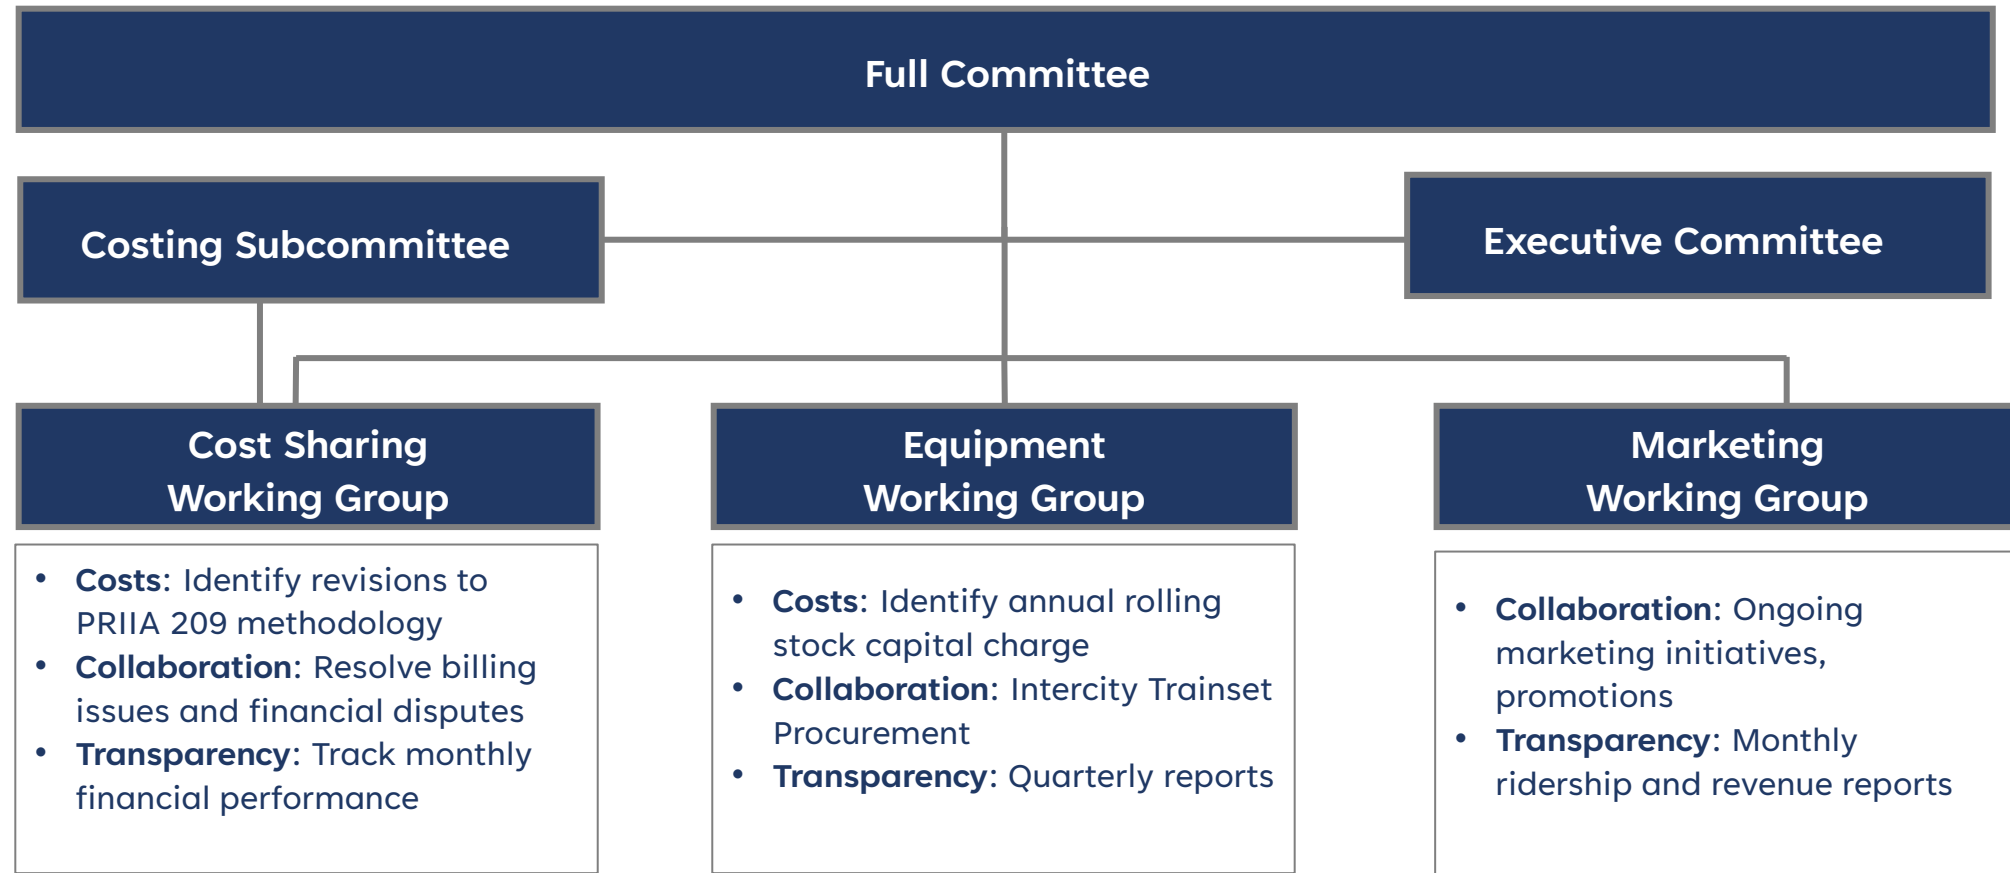 Full Committee
Costing Subcommittee
Executive Committee
Cost Sharing
Working Group
• Costs: Identify revisions to
PRIIA 209 methodology
• Collaboration: Resolve billing
issues and financial disputes
• Transparency: Track monthly
financial performance
Equipment
Working Group
• Costs: Identify annual rolling
stock capital charge
• Collaboration: Intercity Trainset
Procurement
• Transparency: Quarterly reports
Marketing
Working Group
• Collaboration: Ongoing
marketing initiatives,
promotions
• Transparency: Monthly
ridership and revenue reports